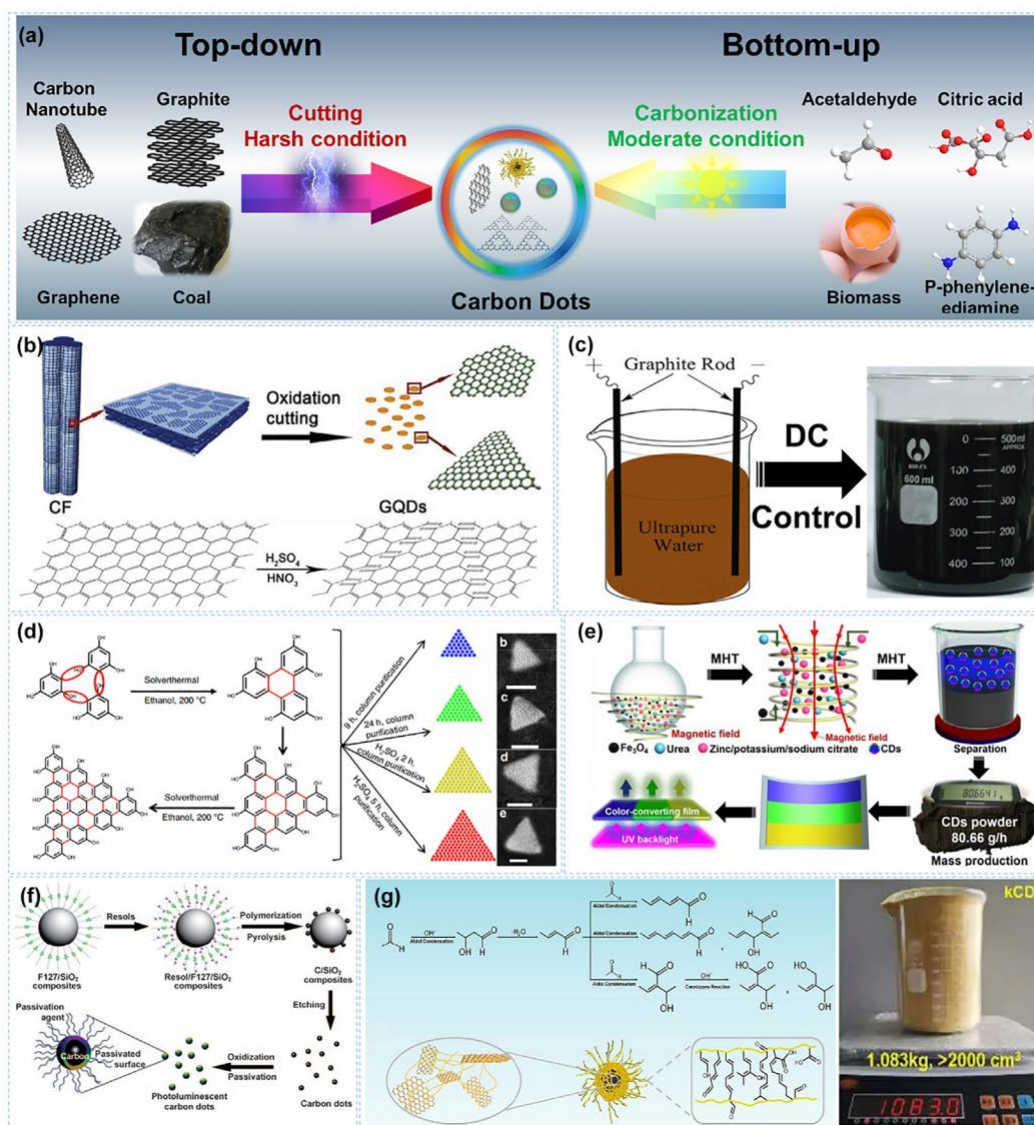 (a)
Top-down
Bottom-up
Carbon
Nanotube
Graphite
Graphene
Coal
Cutting
Harsh condition
Carbon Dots
Carbonization
Moderate condition
Acetaldehyde
Citric acid
Biomass
P-phenylene-
ediamine
(b)
CF
Oxidation
cutting
GQDs
H2SO4
HNO3
(c)
+
Graphite Rod
−
Ultrapure
Water
DC
Control
600 ml
0
500ml
APPROX
100
400
200
300
300
200
400
100
(d)
Solverthermal
Ethanol, 200 °C
Solverthermal
Ethanol, 200 °C
9 h, column purification
24 h, column
purification
H2SO4 2 h,
column purification
H2SO4 5 h, column
purification
b
c
d
e
(e)
MHT
MHT
Magnetic field
Magnetic field
Fe3O4
Urea
Zinc/potassium/sodium citrate
CDs
Separation
CDs powder
80.66 g/h
Mass production
Color-converting film
UV backlight
(f)
F127/SiO2
composites
Resols
Resol/F127/SiO2
composites
Polymerization
Pyrolysis
C/SiO2
composites
Etching
Carbon dots
Oxidization
Passivation
Photoluminescent
carbon dots
Passivation agent
Carbon
Passivated
surface
(g)
OH-
Aldol Condensation
-H2O
Aldol Condensation
Aldol Condensation
Aldol Condensation
OH-
Cannizzaro Reaction
kCD
1.083kg, >2000 cm3
1083.0